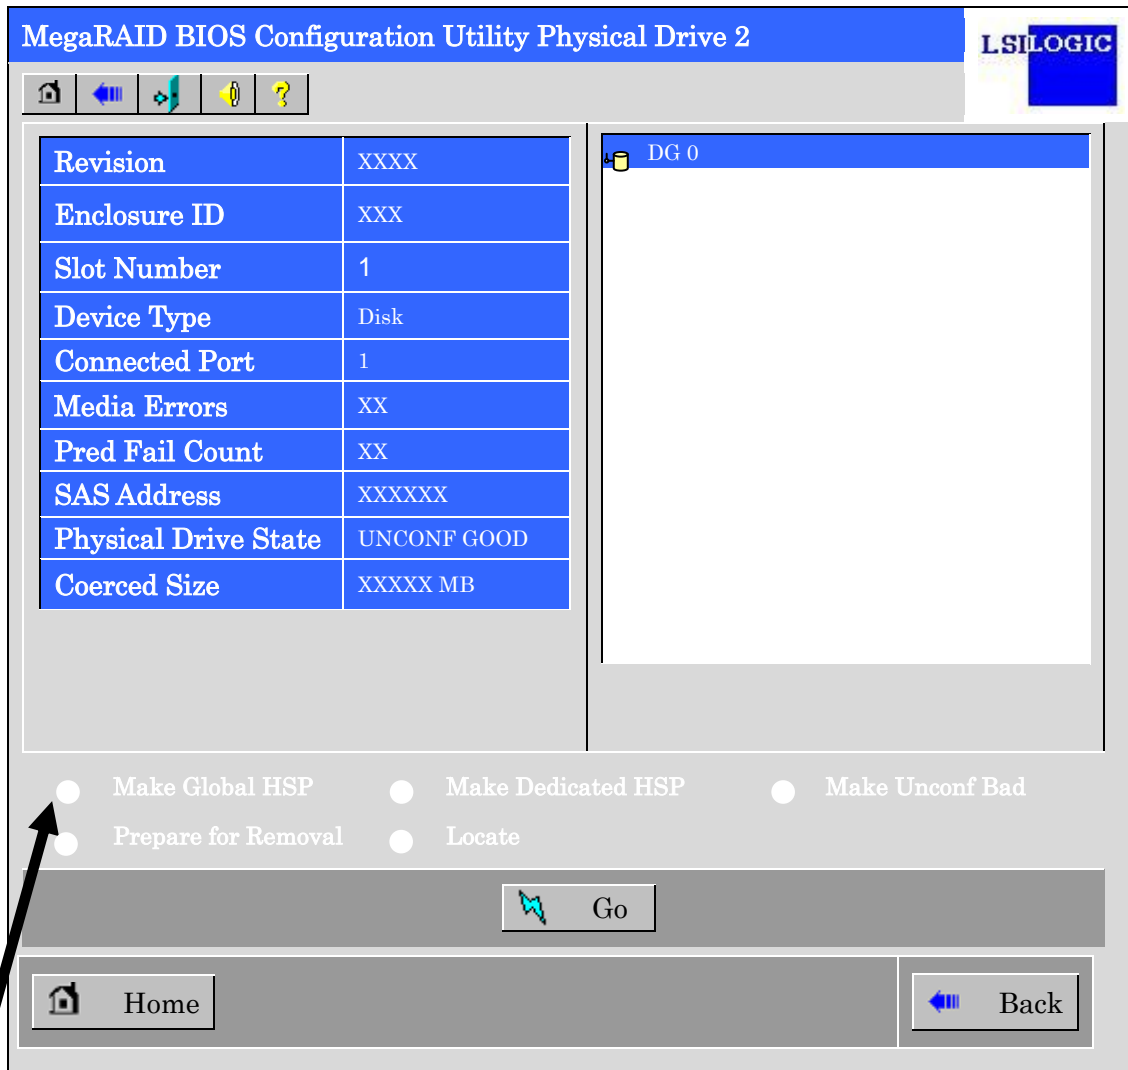 MegaRAID BIOS Configuration Utility Physical Drive 2
LSILOGIC
Revision XXXX
Enclosure ID XXX
Slot Number 1
Device Type Disk
Connected Port 1
Media Errors XX
Pred Fail Count XX
SAS Address XXXXXX
Physical Drive State UNCONF GOOD
Coerced Size XXXXX MB
DG 0
Make Global HSP Make Dedicated HSP Make Unconf Bad
Prepare for Removal Locate
Go
Home Back